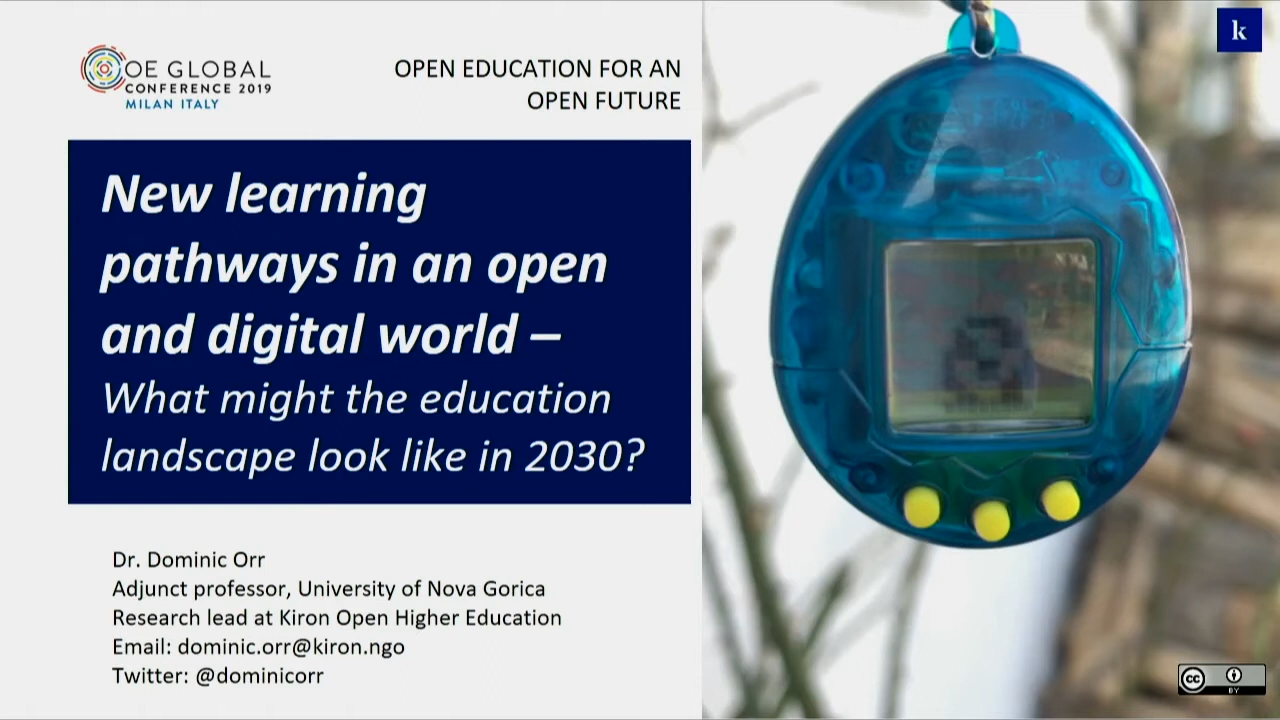 OE GLOBAL
CONFERENCE 2019
MILAN ITALY
OPEN EDUCATION FOR AN
OPEN FUTURE
k
New learning
pathways in an open
and digital world –
What might the education
landscape look like in 2030?
Dr. Dominic Orr
Adjunct professor, University of Nova Gorica
Research lead at Kiron Open Higher Education
Email: dominic.orr@kiron.ngo
Twitter: @dominicorr
cc
BY